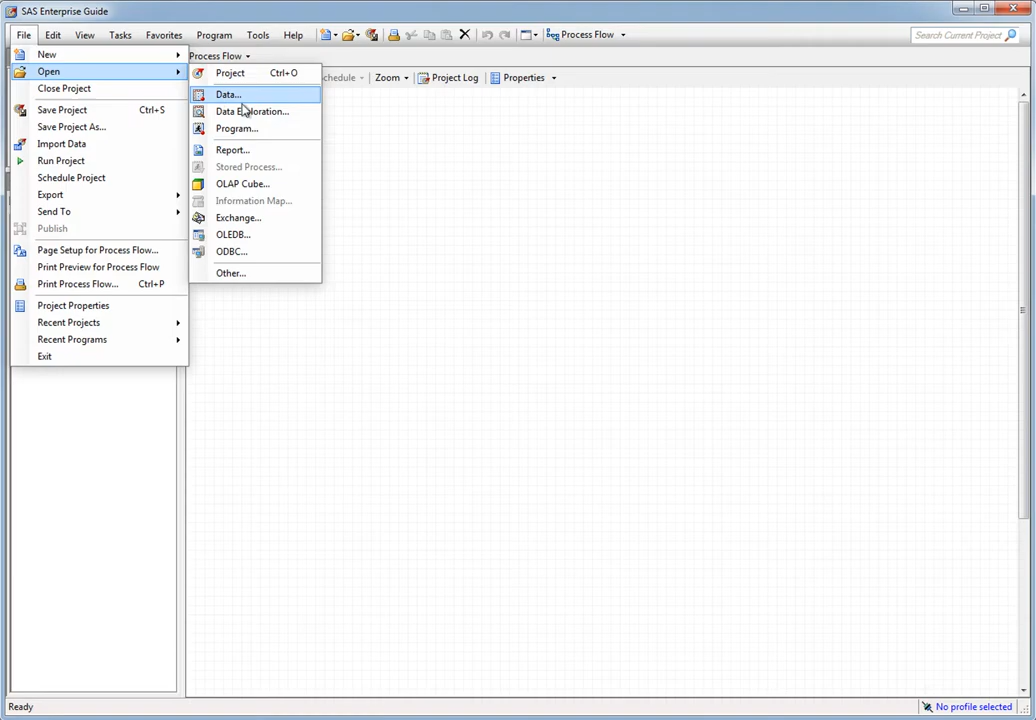 SAS Enterprise Guide
File Edit View Tasks Favorites Program Tools Help Process Flow Search Current Project
New
Open
Close Project
Save Project Ctrl+S
Save Project As...
Import Data
Run Project
Schedule Project
Export
Send To
Publish
Page Setup for Process Flow...
Print Preview for Process Flow
Print Process Flow... Ctrl+P
Project Properties
Recent Projects
Recent Programs
Exit
Process Flow
Zoom Project Log Properties
Project Ctrl+O
Data...
Data Exploration...
Program...
Report...
Stored Process...
OLAP Cube...
Information Map...
Exchange...
OLEDB...
ODBC...
Other...
Ready No profile selected